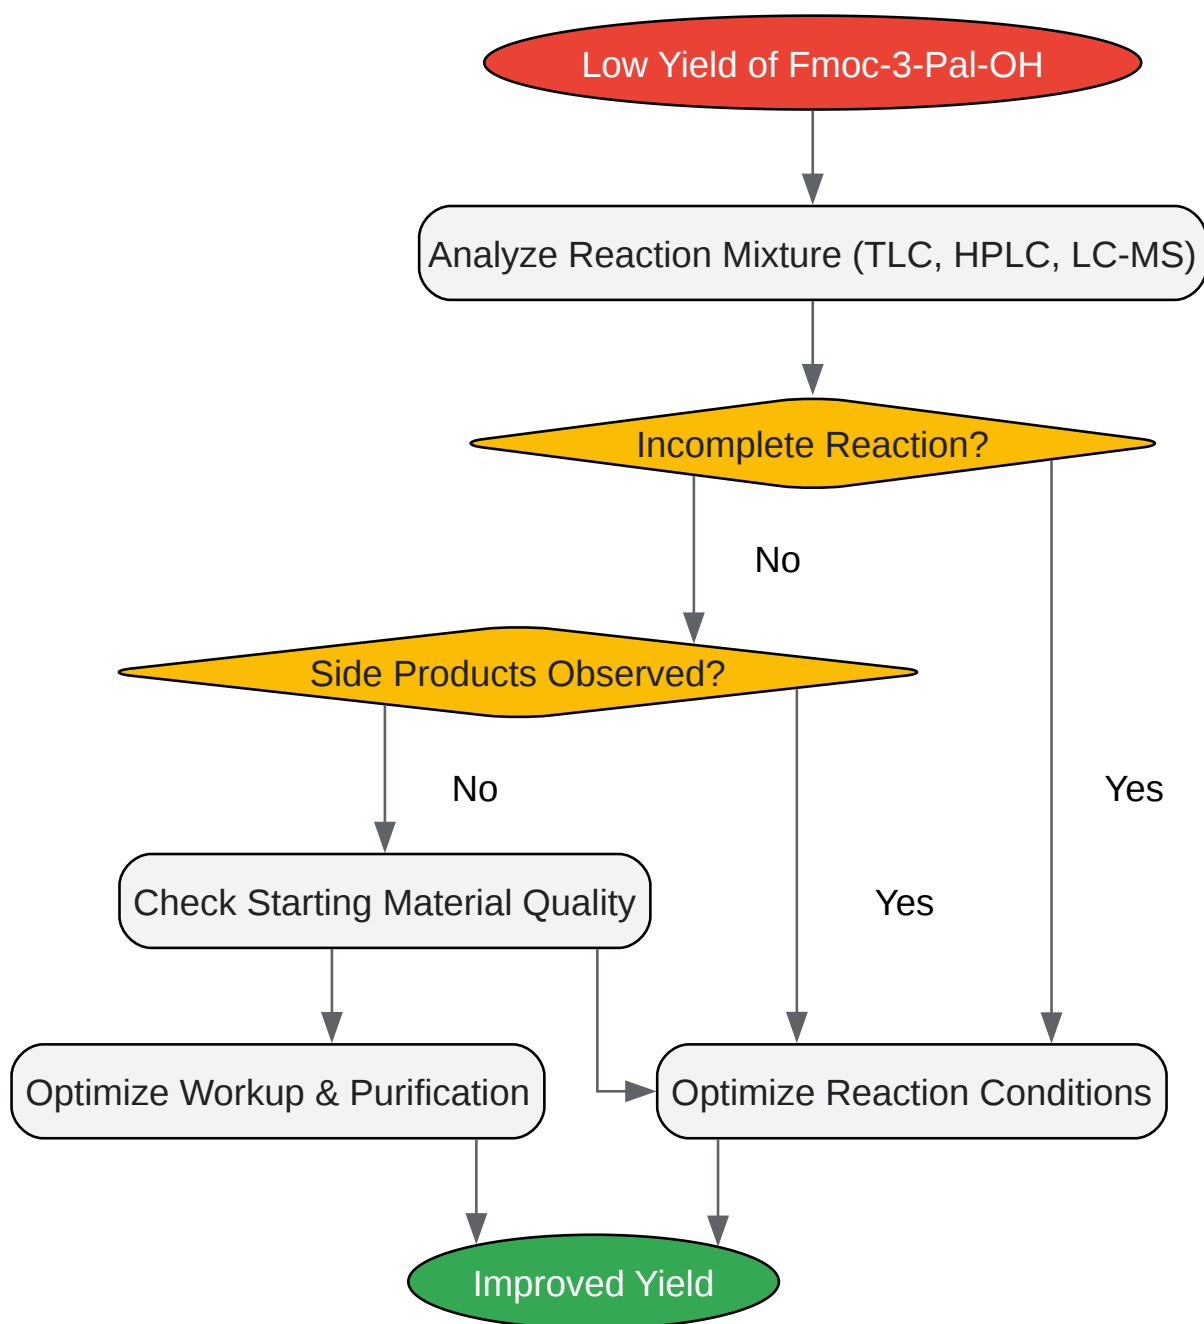 Low Yield of Fmoc-3-Pal-OH
Analyze Reaction Mixture (TLC, HPLC, LC-MS)
Incomplete Reaction?
No
Side Products Observed?
No
Yes
Check Starting Material Quality
Yes
Optimize Workup & Purification
Optimize Reaction Conditions
Improved Yield